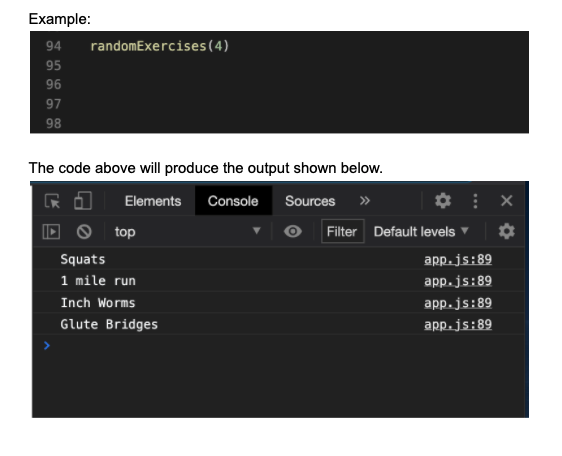 Example:
94 randomExercises(4)
95
96
97
98
The code above will produce the output shown below.
Elements Console Sources »
top Filter Default levels ▼
Squats app.js:89
1 mile run app.js:89
Inch Worms app.js:89
Glute Bridges app.js:89
>